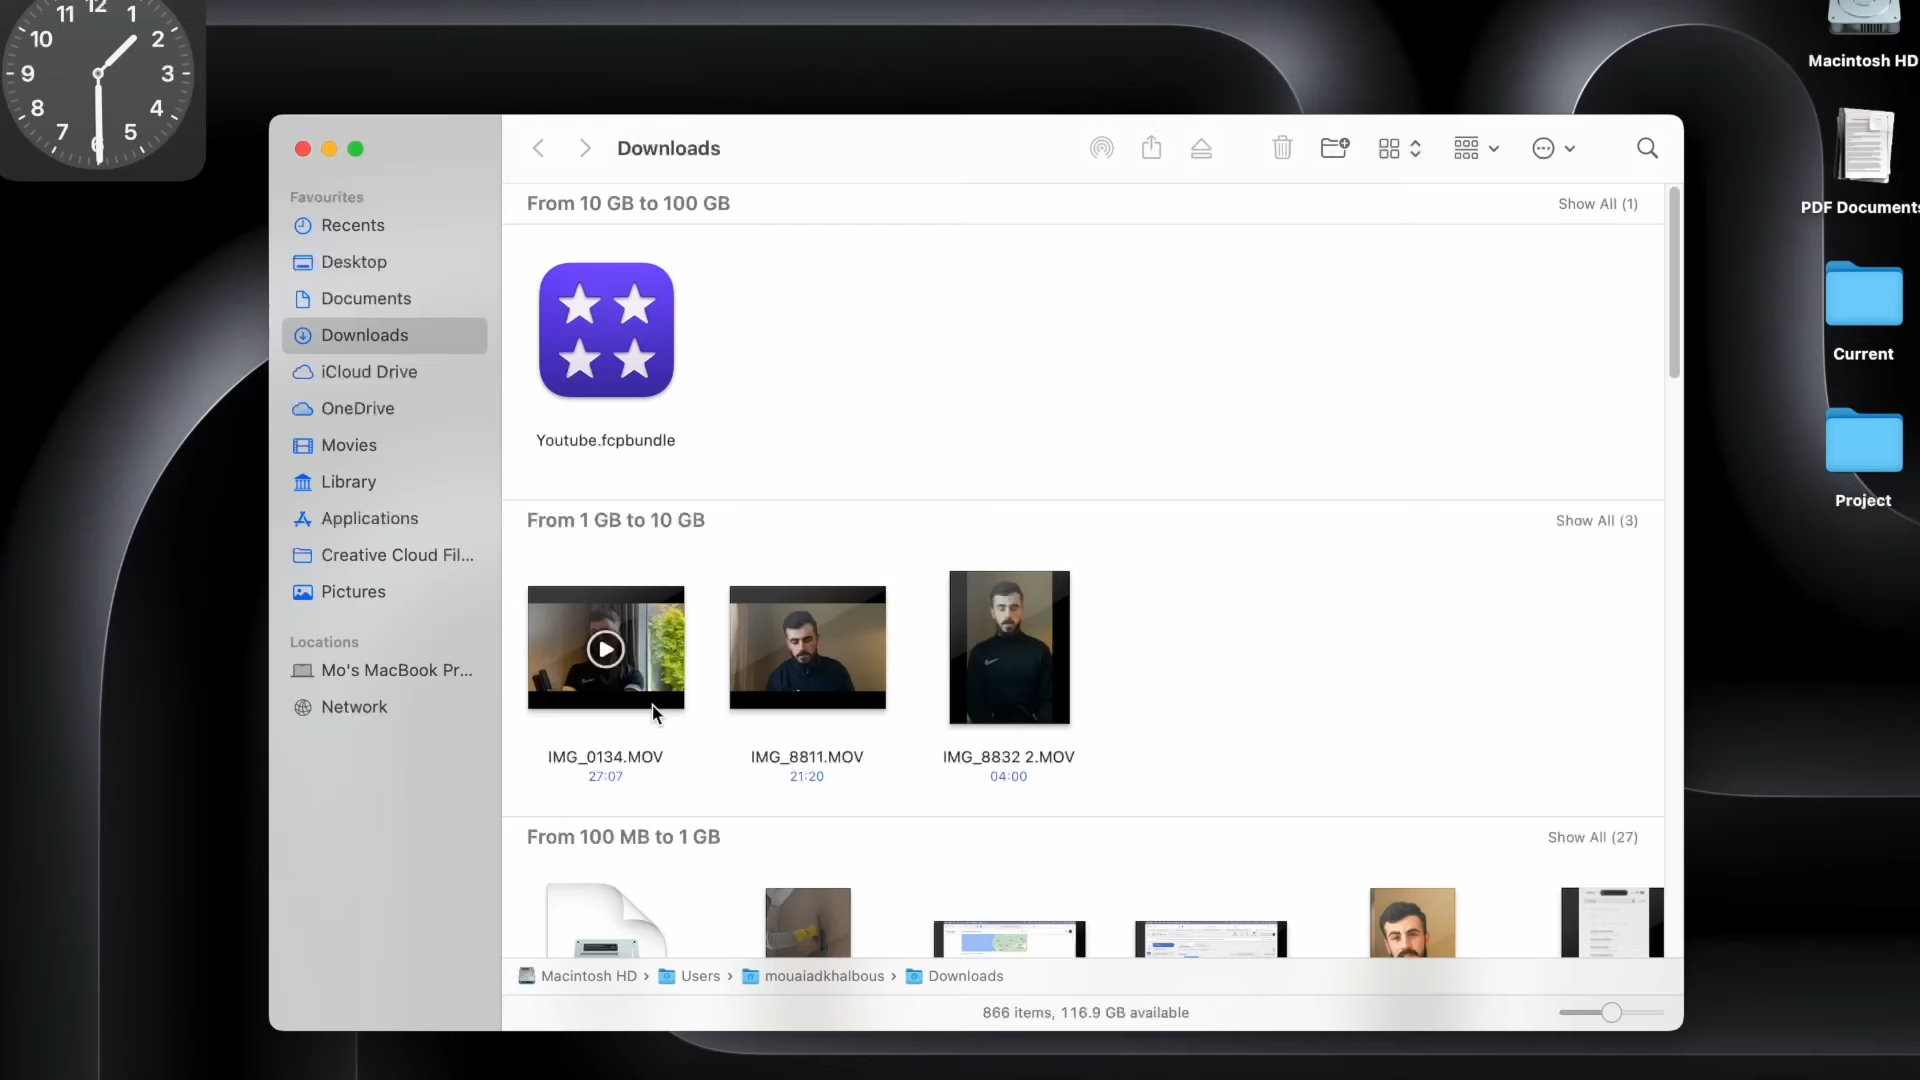 11 12 1
10 2
9 3
8 4
7 6 5
Macintosh HD
PDF Documents
Current
Project
Downloads
Favourites
Recents
Desktop
Documents
Downloads
iCloud Drive
OneDrive
Movies
Library
Applications
Creative Cloud Fil...
Pictures
Locations
Mo's MacBook Pr...
Network
From 10 GB to 100 GB Show All (1)
Youtube.fcpbundle
From 1 GB to 10 GB Show All (3)
IMG_0134.MOV IMG_8811.MOV IMG_8832 2.MOV
27:07 21:20 04:00
From 100 MB to 1 GB Show All (27)
Macintosh HD › Users › mouaiadkhalbous › Downloads
866 items, 116.9 GB available